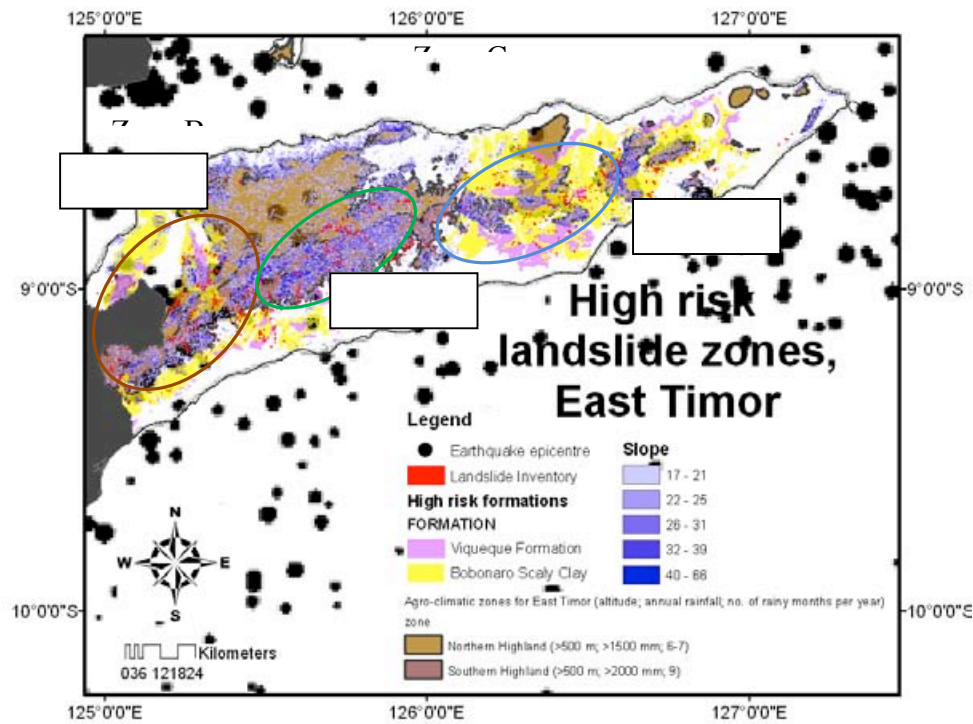 125°0'0"E 126°0'0"E 127°0'0"E
9°0'0"S 9°0'0"S
High risk
landslide zones,
East Timor
Legend
Earthquake epicentre
Landslide Inventory
High risk formations
FORMATION
Viqueque Formation
Bobonaro Scaly Clay
Slope
17 - 21
22 - 25
26 - 31
32 - 39
40 - 66
Agro-climatic zones for East Timor (altitude; annual rainfall; no. of rainy months per year)
zone
Northern Highland (>500 m; >1500 mm; 6-7)
Southern Highland (>500 m; >2000 mm; 9)
N
W E
S
Kilometers
036 121824
10°0'0"S 10°0'0"S
125°0'0"E 126°0'0"E 127°0'0"E